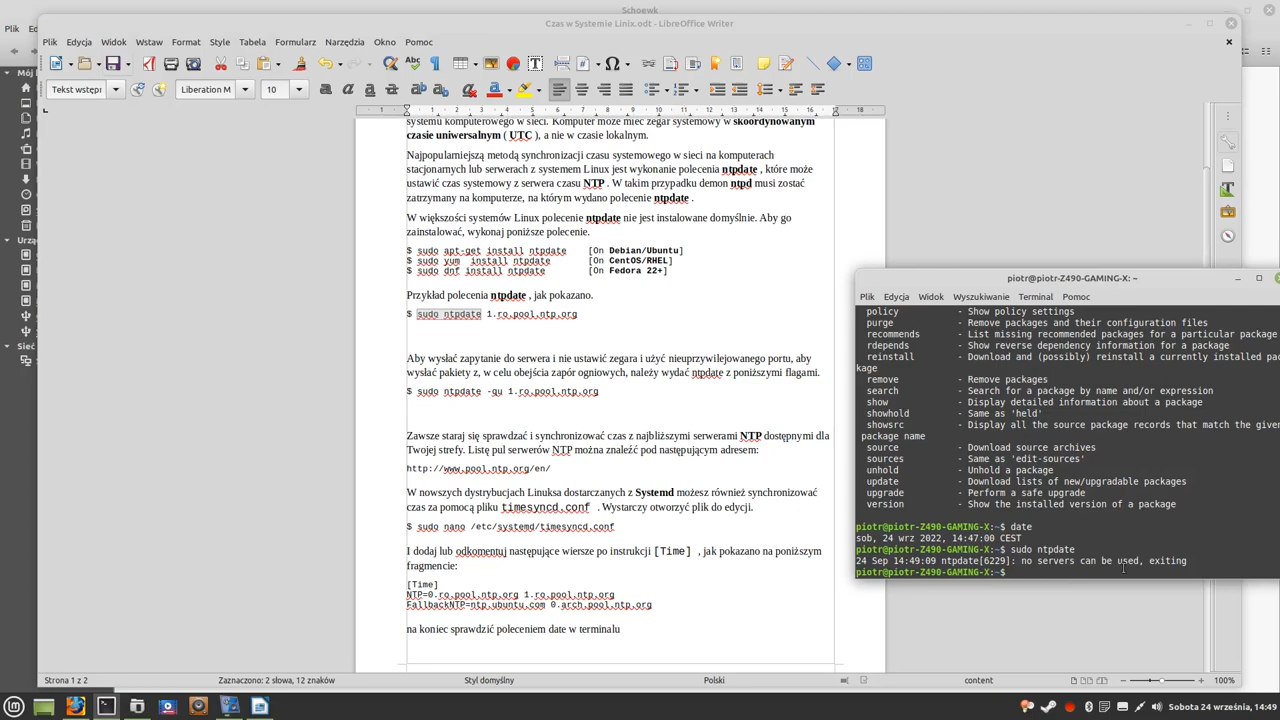 Schoewk
Czas w Systemie Linix.odt - LibreOffice Writer
Plik Edycja Widok Wstaw Format Style Tabela Formularz Narzędzia Okno Pomoc
Tekst wstępi Liberation M 10
systemu komputerowego w sieci. Komputer może mieć zegar systemowy w skoordynowanym
czasie uniwersalnym ( UTC ), a nie w czasie lokalnym.
Najpopularniejszą metodą synchronizacji czasu systemowego w sieci na komputerach
stacjonarnych lub serwerach z systemem Linux jest wykonanie polecenia ntpdate , które może
ustawić czas systemowy z serwera czasu NTP . W takim przypadku demon ntpd musi zostać
zatrzymany na komputerze, na którym wydano polecenie ntpdate .
W większości systemów Linux polecenie ntpdate nie jest instalowane domyślnie. Aby go
zainstalować, wykonaj poniższe polecenie.
$ sudo apt-get install ntpdate [On Debian/Ubuntu]
$ sudo yum install ntpdate [On CentOS/RHEL]
$ sudo dnf install ntpdate [On Fedora 22+]
Przykład polecenia ntpdate , jak pokazano.
$ sudo ntpdate 1.ro.pool.ntp.org
Aby wysłać zapytanie do serwera i nie ustawić zegara i użyć nieuprzywilejowanego portu, aby
wysłać pakiety z, w celu obejścia zapór ogniowych, należy wydać ntpdate z poniższymi flagami.
$ sudo ntpdate -qu 1.ro.pool.ntp.org
Zawsze staraj się sprawdzać i synchronizować czas z najbliższymi serwerami NTP dostępnymi dla
Twojej strefy. Listę pul serwerów NTP można znaleźć pod następującym adresem:
http://www.pool.ntp.org/en/
W nowszych dystrybucjach Linuksa dostarczanych z Systemd możesz również synchronizować
czas za pomocą pliku timesyncd.conf . Wystarczy otworzyć plik do edycji.
$ sudo nano /etc/systemd/timesyncd.conf
I dodaj lub odkomentuj następujące wiersze po instrukcji [Time] , jak pokazano na poniższym
fragmencie:
[Time]
NTP=0.ro.pool.ntp.org 1.ro.pool.ntp.org
FallbackNTP=ntp.ubuntu.com 0.arch.pool.ntp.org
na koniec sprawdzić poleceniem date w terminalu
Strona 1 z 2 Zaznaczono: 2 słowa, 12 znaków Styl domyślny Polski content 100%
piotr@piotr-Z490-GAMING-X: ~
Plik Edycja Widok Wyszukiwanie Terminal Pomoc
policy - Show policy settings
purge - Remove packages and their configuration files
recommends - List missing recommended packages for a particular package
rdepends - Show reverse dependency information for a package
reinstall - Download and (possibly) reinstall a currently installed pac
kage
remove - Remove packages
search - Search for a package by name and/or expression
show - Display detailed information about a package
showhold - Same as 'held'
showsrc - Display all the source package records that match the given
package name
source - Download source archives
sources - Same as 'edit-sources'
unhold - Unhold a package
update - Download lists of new/upgradable packages
upgrade - Perform a safe upgrade
version - Show the installed version of a package
piotr@piotr-Z490-GAMING-X:~$ date
sob, 24 wrz 2022, 14:47:00 CEST
piotr@piotr-Z490-GAMING-X:~$ sudo ntpdate
24 Sep 14:49:09 ntpdate[6229]: no servers can be used, exiting
piotr@piotr-Z490-GAMING-X:~$
Plik
Mój
Urzą
Sieć
Sobota 24 września, 14:49